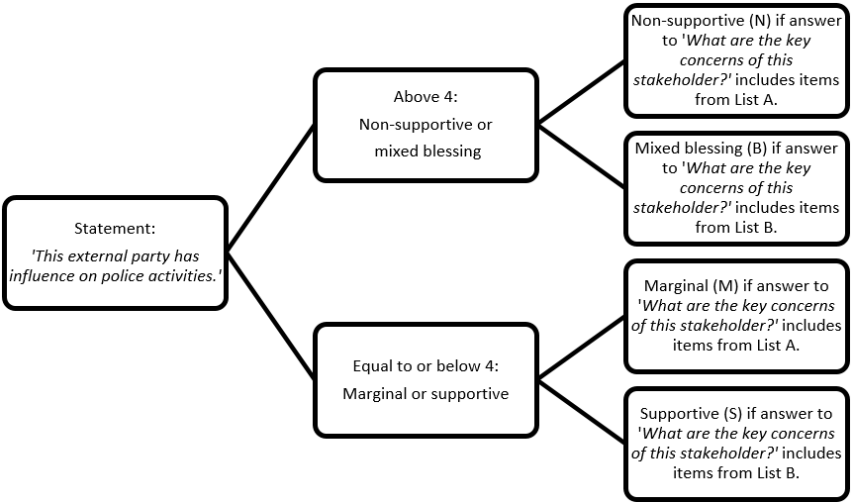 Statement:
'This external party has
influence on police activities.'
Above 4:
Non-supportive or
mixed blessing
Equal to or below 4:
Marginal or supportive
Non-supportive (N) if answer
to 'What are the key
concerns of this
stakeholder?' includes items
from List A.
Mixed blessing (B) if answer
to 'What are the key
concerns of this
stakeholder?' includes items
from List B.
Marginal (M) if answer to
'What are the key concerns
of this stakeholder?' includes
items from List A.
Supportive (S) if answer to
'What are the key concerns
of this stakeholder?' includes
items from List B.